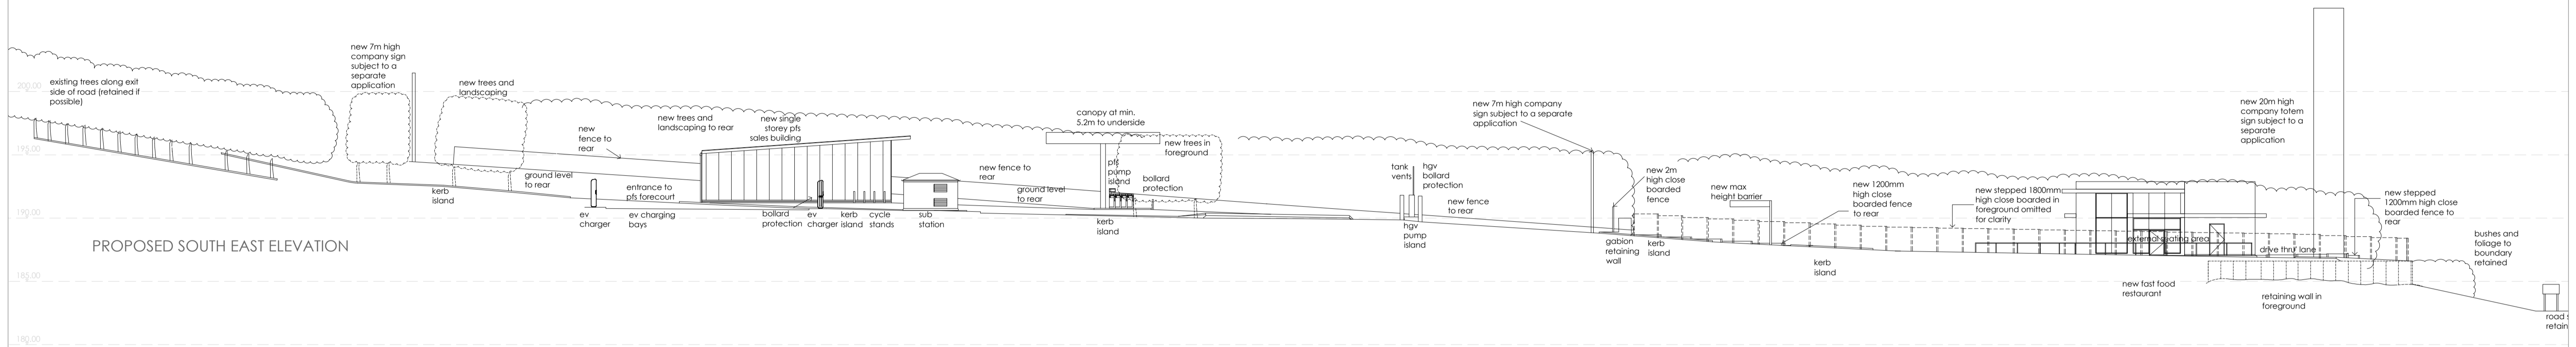 new 7m high
company sign
subject to a
separate
application
existing trees along exit
side of road (retained if
possible)
200.00
195.00
190.00
185.00
180.00
new trees and
landscaping
new
fence to
rear
new trees and
landscaping to rear
new single
storey pfs
sales building
canopy at min.
5.2m to underside
new trees in
foreground
ground level
to rear
kerb
island
ev
charger
entrance to
pfs forecourt
ev charging
bays
bollard
protection
ev
charger
kerb
island
cycle
stands
sub
station
new fence to
rear
ground level
to rear
pfs
pump
island
bollard
protection
kerb
island
PROPOSED SOUTH EAST ELEVATION
tank
vents
hgv
bollard
protection
new fence
to rear
hgv
pump
island
new 7m high company
sign subject to a separate
application
new 2m
high close
boarded
fence
gabion
retaining
wall
kerb
island
new max
height barrier
new 1200mm
high close
boarded fence
to rear
kerb
island
new stepped 1800mm
high close boarded in
foreground omitted
for clarity
external seating area
drive thru' lane
new fast food
restaurant
retaining wall in
foreground
new 20m high
company totem
sign subject to a
separate
application
new stepped
1200mm high close
boarded fence to
rear
bushes and
foliage to
boundary
retained
road s
retain